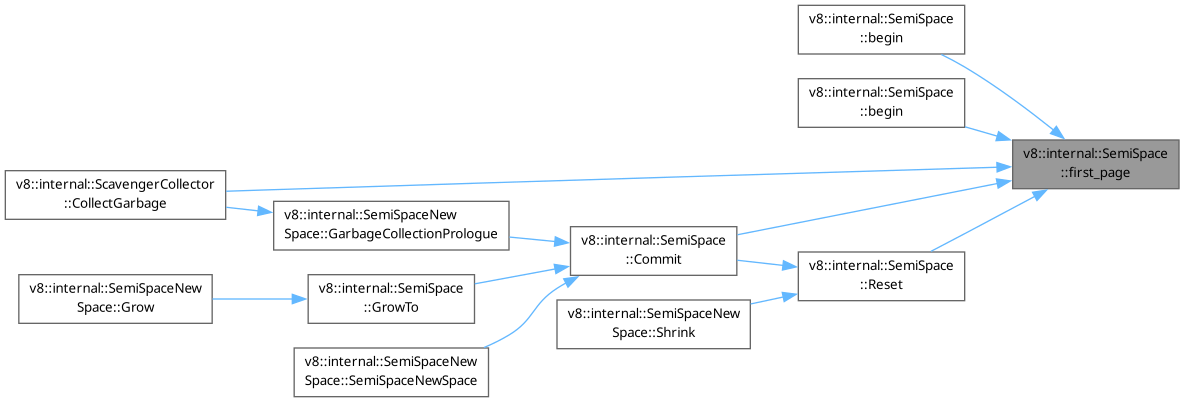 v8::internal::SemiSpace
::begin
v8::internal::SemiSpace
::begin
v8::internal::SemiSpace
::first_page
v8::internal::ScavengerCollector
::CollectGarbage
v8::internal::SemiSpaceNew
Space::GarbageCollectionPrologue
v8::internal::SemiSpace
::Commit
v8::internal::SemiSpace
::Reset
v8::internal::SemiSpaceNew
Space::Grow
v8::internal::SemiSpace
::GrowTo
v8::internal::SemiSpaceNew
Space::Shrink
v8::internal::SemiSpaceNew
Space::SemiSpaceNewSpace